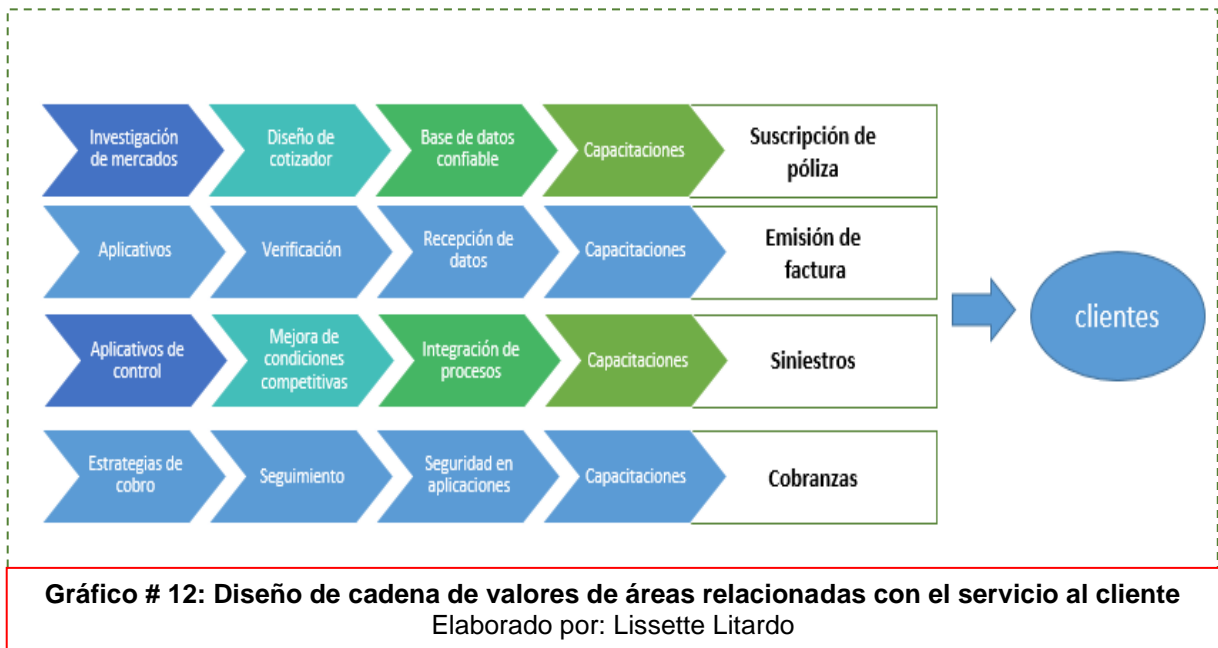 Investigación
de mercados
Diseño de
cotizador
Base de datos
confiable
Capacitaciones
Suscripción de
póliza
Aplicativos
Verificación
Recepción de
datos
Capacitaciones
Emisión de
factura
Aplicativos de
control
Mejora de
condiciones
competitivas
Integración de
procesos
Capacitaciones
Siniestros
Estrategias de
cobro
Seguimiento
Seguridad en
aplicaciones
Capacitaciones
Cobranzas
clientes
Gráfico # 12: Diseño de cadena de valores de áreas relacionadas con el servicio al cliente
Elaborado por: Lissette Litardo